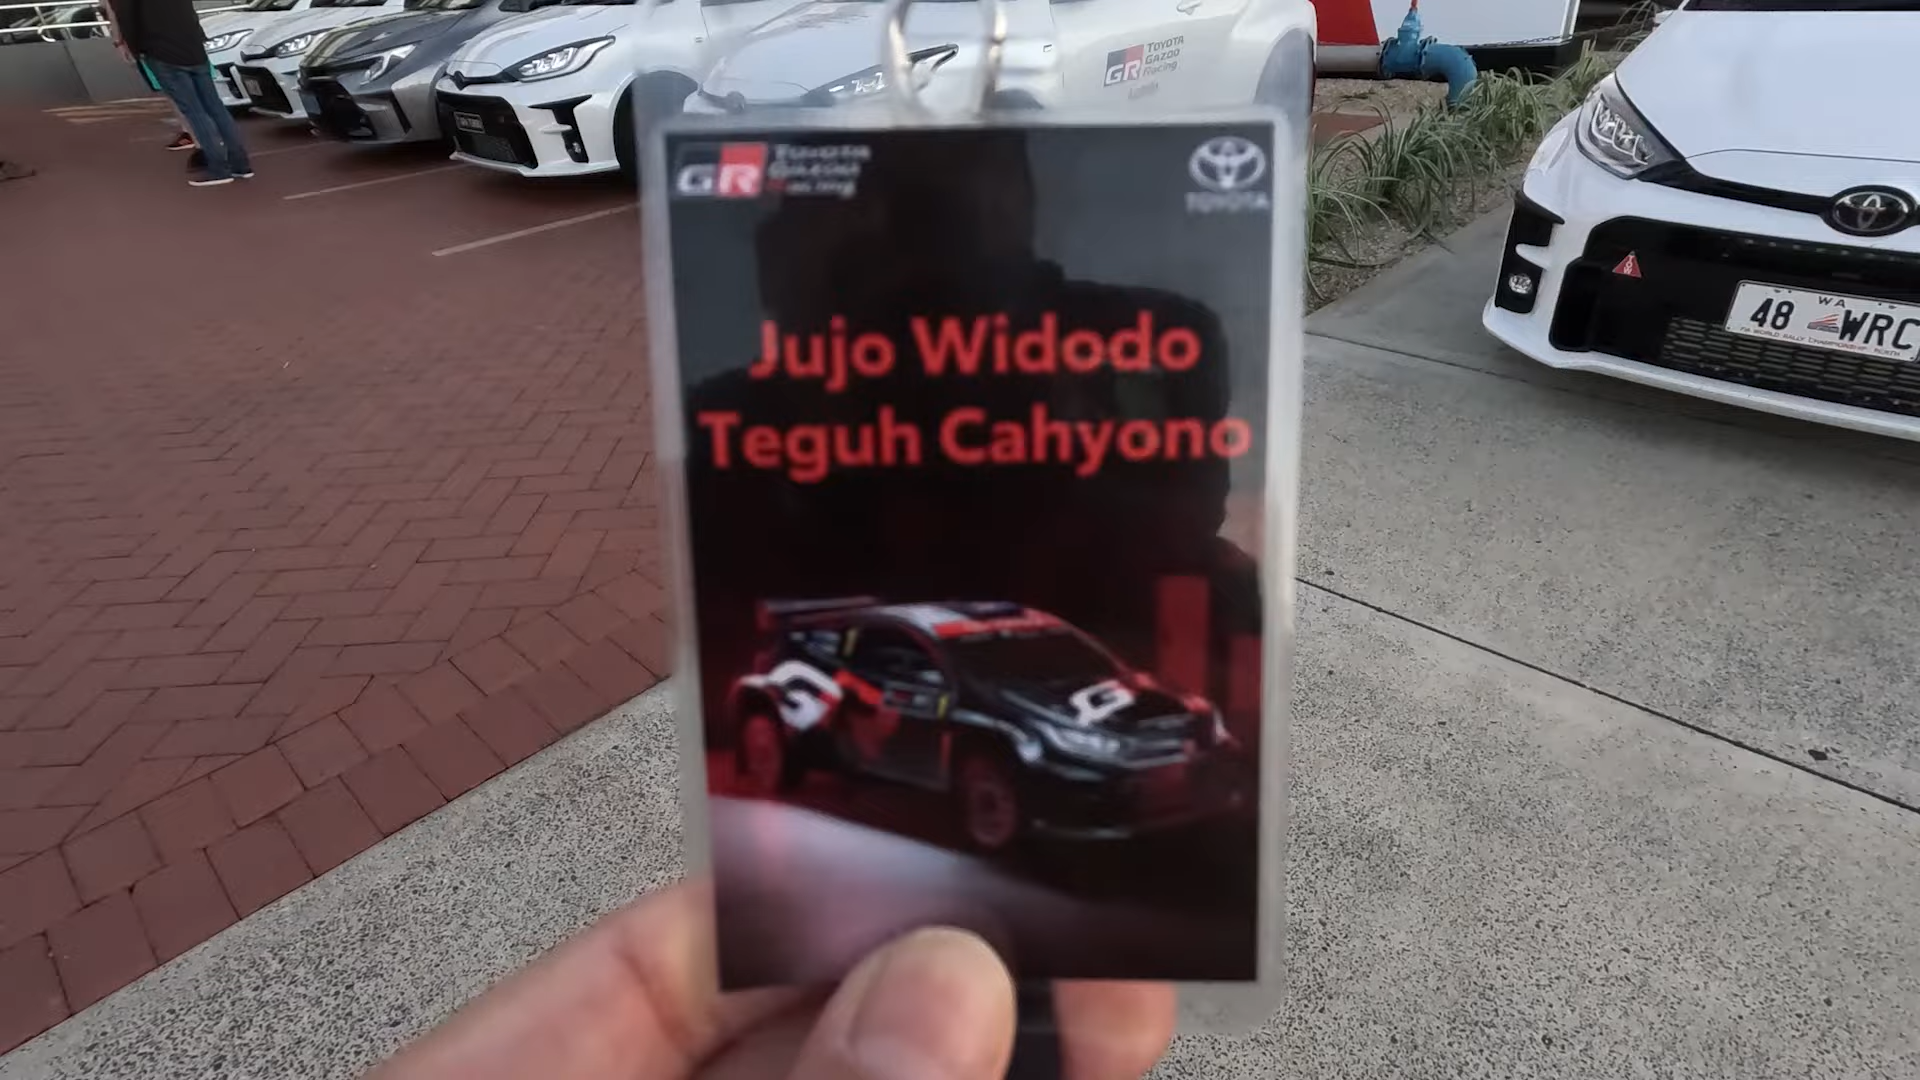 TOYOTA
GAZOO
Racing
GR
GR
TOYOTA
GAZOO
Racing
TOYOTA
Jujo Widodo
Teguh Cahyono
WA
48 WRC